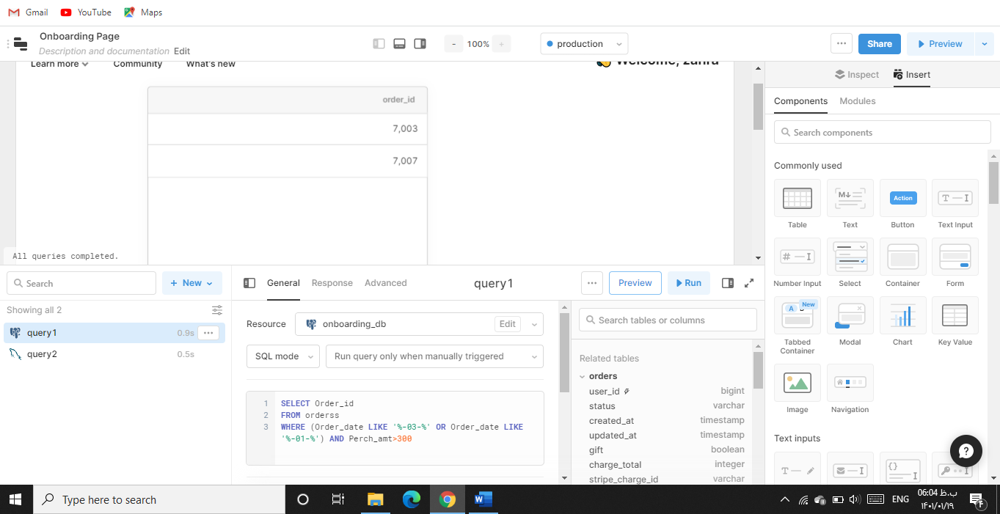 Gmail
YouTube
Maps
Onboarding Page
Description and documentation Edit
- 100% +
production
Share
Preview
Learn more
Community
What's new
Welcome, zahra
order_id
7,003
7,007
All queries completed.
Inspect
Insert
Components
Modules
Search components
Commonly used
M
Action
T
I
Table
Text
Button
Text Input
#
I
Number Input
Select
Container
Form
A
New
Tabbed
Container
Modal
Chart
Key Value
Image
Navigation
Text inputs
T
I
{}
I
I
Search
+ New
Showing all 2
query1
0.9s
query2
0.5s
General
Response
Advanced
query1
Preview
Run
Resource
onboarding_db
Edit
SQL mode
Run query only when manually triggered
1 SELECT Order_id
2 FROM orderss
3 WHERE (Order_date LIKE '%-03-%' OR Order_date LIKE
'%-01-%') AND Perch_amt>300
Search tables or columns
Related tables
orders
user_id bigint
status varchar
created_at timestamp
updated_at timestamp
gift boolean
charge_total integer
stripe_charge_id varchar
?
Type here to search
W
ENG
06:04 ب.ظ
۱۴۰۱/۰۱/۱۹
۴